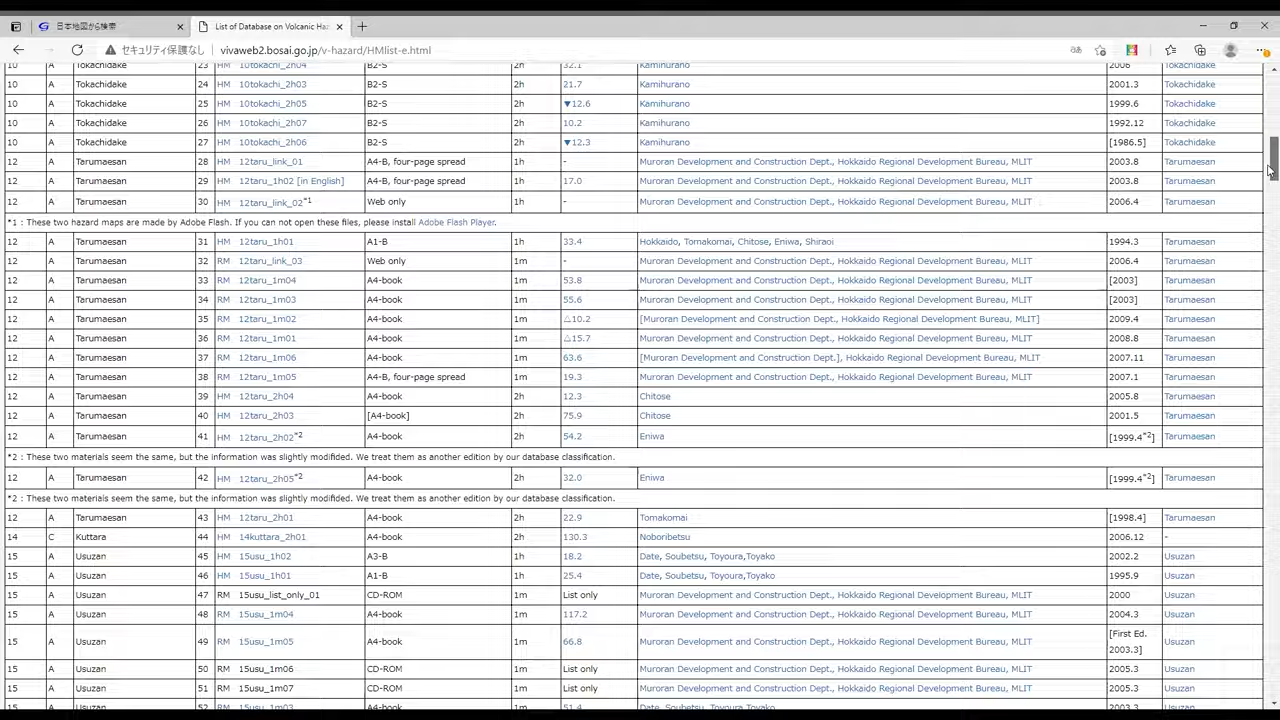 日本地図から検索
List of Database on Volcanic Haz
セキュリティ保護なし vivaweb2.bosai.go.jp/v-hazard/HMlist-e.html
10 A Tokachidake 23 HM 10tokachi_2h04 B2-S 2h 32.1 Kamihurano 2006 Tokachidake
10 A Tokachidake 24 HM 10tokachi_2h03 B2-S 2h 21.7 Kamihurano 2001.3 Tokachidake
10 A Tokachidake 25 HM 10tokachi_2h05 B2-S 2h ▼12.6 Kamihurano 1999.6 Tokachidake
10 A Tokachidake 26 HM 10tokachi_2h07 B2-S 2h 10.2 Kamihurano 1992.12 Tokachidake
10 A Tokachidake 27 HM 10tokachi_2h06 B2-S 2h ▼12.3 Kamihurano [1986.5] Tokachidake
12 A Tarumaesan 28 HM 12taru_link_01 A4-B, four-page spread 1h - Muroran Development and Construction Dept., Hokkaido Regional Development Bureau, MLIT 2003.8 Tarumaesan
12 A Tarumaesan 29 HM 12taru_1h02 [in English] A4-B, four-page spread 1h 17.0 Muroran Development and Construction Dept., Hokkaido Regional Development Bureau, MLIT 2003.8 Tarumaesan
12 A Tarumaesan 30 HM 12taru_link_02*1 Web only 1h - Muroran Development and Construction Dept., Hokkaido Regional Development Bureau, MLIT 2006.4 Tarumaesan
*1 : These two hazard maps are made by Adobe Flash. If you can not open these files, please install Adobe Flash Player.
12 A Tarumaesan 31 HM 12taru_1h01 A1-B 1h 33.4 Hokkaido, Tomakomai, Chitose, Eniwa, Shiraoi 1994.3 Tarumaesan
12 A Tarumaesan 32 RM 12taru_link_03 Web only 1m - Muroran Development and Construction Dept., Hokkaido Regional Development Bureau, MLIT 2006.4 Tarumaesan
12 A Tarumaesan 33 RM 12taru_1m04 A4-book 1m 53.8 Muroran Development and Construction Dept., Hokkaido Regional Development Bureau, MLIT [2003] Tarumaesan
12 A Tarumaesan 34 RM 12taru_1m03 A4-book 1m 55.6 Muroran Development and Construction Dept., Hokkaido Regional Development Bureau, MLIT [2003] Tarumaesan
12 A Tarumaesan 35 RM 12taru_1m02 A4-book 1m △10.2 [Muroran Development and Construction Dept., Hokkaido Regional Development Bureau, MLIT] 2009.4 Tarumaesan
12 A Tarumaesan 36 RM 12taru_1m01 A4-book 1m △15.7 Muroran Development and Construction Dept., Hokkaido Regional Development Bureau, MLIT 2008.8 Tarumaesan
12 A Tarumaesan 37 RM 12taru_1m06 A4-book 1m 63.6 [Muroran Development and Construction Dept.], Hokkaido Regional Development Bureau, MLIT 2007.11 Tarumaesan
12 A Tarumaesan 38 RM 12taru_1m05 A4-B, four-page spread 1m 19.3 Muroran Development and Construction Dept., Hokkaido Regional Development Bureau, MLIT 2007.1 Tarumaesan
12 A Tarumaesan 39 HM 12taru_2h04 A4-book 2h 12.3 Chitose 2005.8 Tarumaesan
12 A Tarumaesan 40 HM 12taru_2h03 [A4-book] 2h 75.9 Chitose 2001.5 Tarumaesan
12 A Tarumaesan 41 HM 12taru_2h02*2 A4-book 2h 54.2 Eniwa [1999.4*2] Tarumaesan
*2 : These two materials seem the same, but the information was slightly modifided. We treat them as another edition by our database classification.
12 A Tarumaesan 42 HM 12taru_2h05*2 A4-book 2h 32.0 Eniwa [1999.4*2] Tarumaesan
*2 : These two materials seem the same, but the information was slightly modified. We treat them as another edition by our database classification.
12 A Tarumaesan 43 HM 12taru_2h01 A4-book 2h 22.9 Tomakomai [1998.4] Tarumaesan
14 C Kuttara 44 HM 14kuttara_2h01 A4-book 2h 130.3 Noboribetsu 2006.12 -
15 A Usuzan 45 HM 15usu_1h02 A3-B 1h 18.2 Date, Soubetsu, Toyoura,Toyako 2002.2 Usuzan
15 A Usuzan 46 HM 15usu_1h01 A1-B 1h 25.4 Date, Soubetsu, Toyoura,Toyako 1995.9 Usuzan
15 A Usuzan 47 RM 15usu_list_only_01 CD-ROM 1m List only Muroran Development and Construction Dept., Hokkaido Regional Development Bureau, MLIT 2000 Usuzan
15 A Usuzan 48 RM 15usu_1m04 A4-book 1m 117.2 Muroran Development and Construction Dept., Hokkaido Regional Development Bureau, MLIT 2004.3 Usuzan
15 A Usuzan 49 RM 15usu_1m05 A4-book 1m 66.8 Muroran Development and Construction Dept., Hokkaido Regional Development Bureau, MLIT [First Ed. 2003.3] Usuzan
15 A Usuzan 50 RM 15usu_1m06 CD-ROM 1m List only Muroran Development and Construction Dept., Hokkaido Regional Development Bureau, MLIT 2005.3 Usuzan
15 A Usuzan 51 RM 15usu_1m07 CD-ROM 1m List only Muroran Development and Construction Dept., Hokkaido Regional Development Bureau, MLIT 2005.3 Usuzan
15 A Usuzan 52 RM 15usu_1m03 A4-book 1m 51.4 Date, Soubetsu, Toyoura,Toyako 2003.3 Usuzan